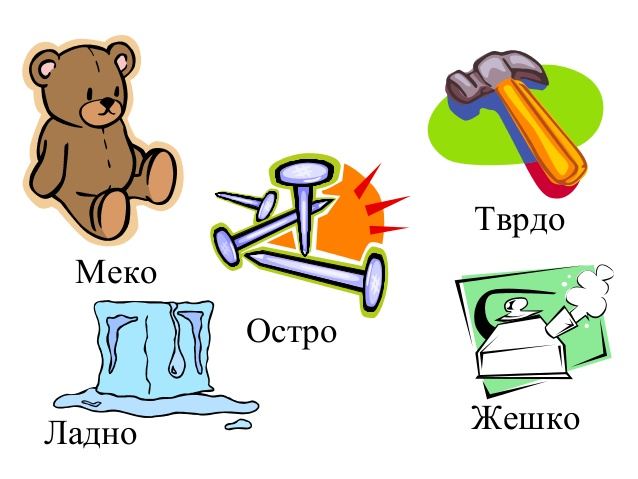 Меко
Тврдо
Остро
Ладно
Жешко